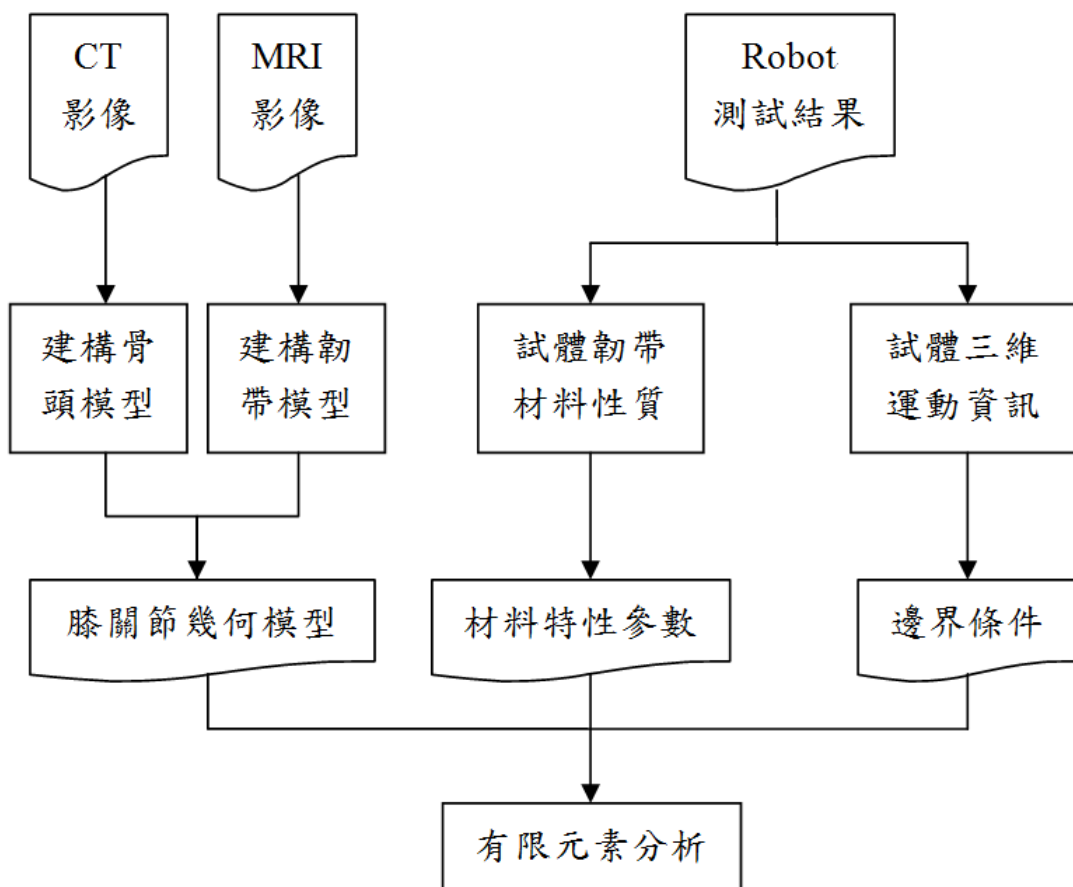 CT
影像
MRI
影像
Robot
測試結果
建構骨
頭模型
建構韌
帶模型
試體韌帶
材料性質
試體三維
運動資訊
膝關節幾何模型
材料特性參數
邊界條件
有限元素分析